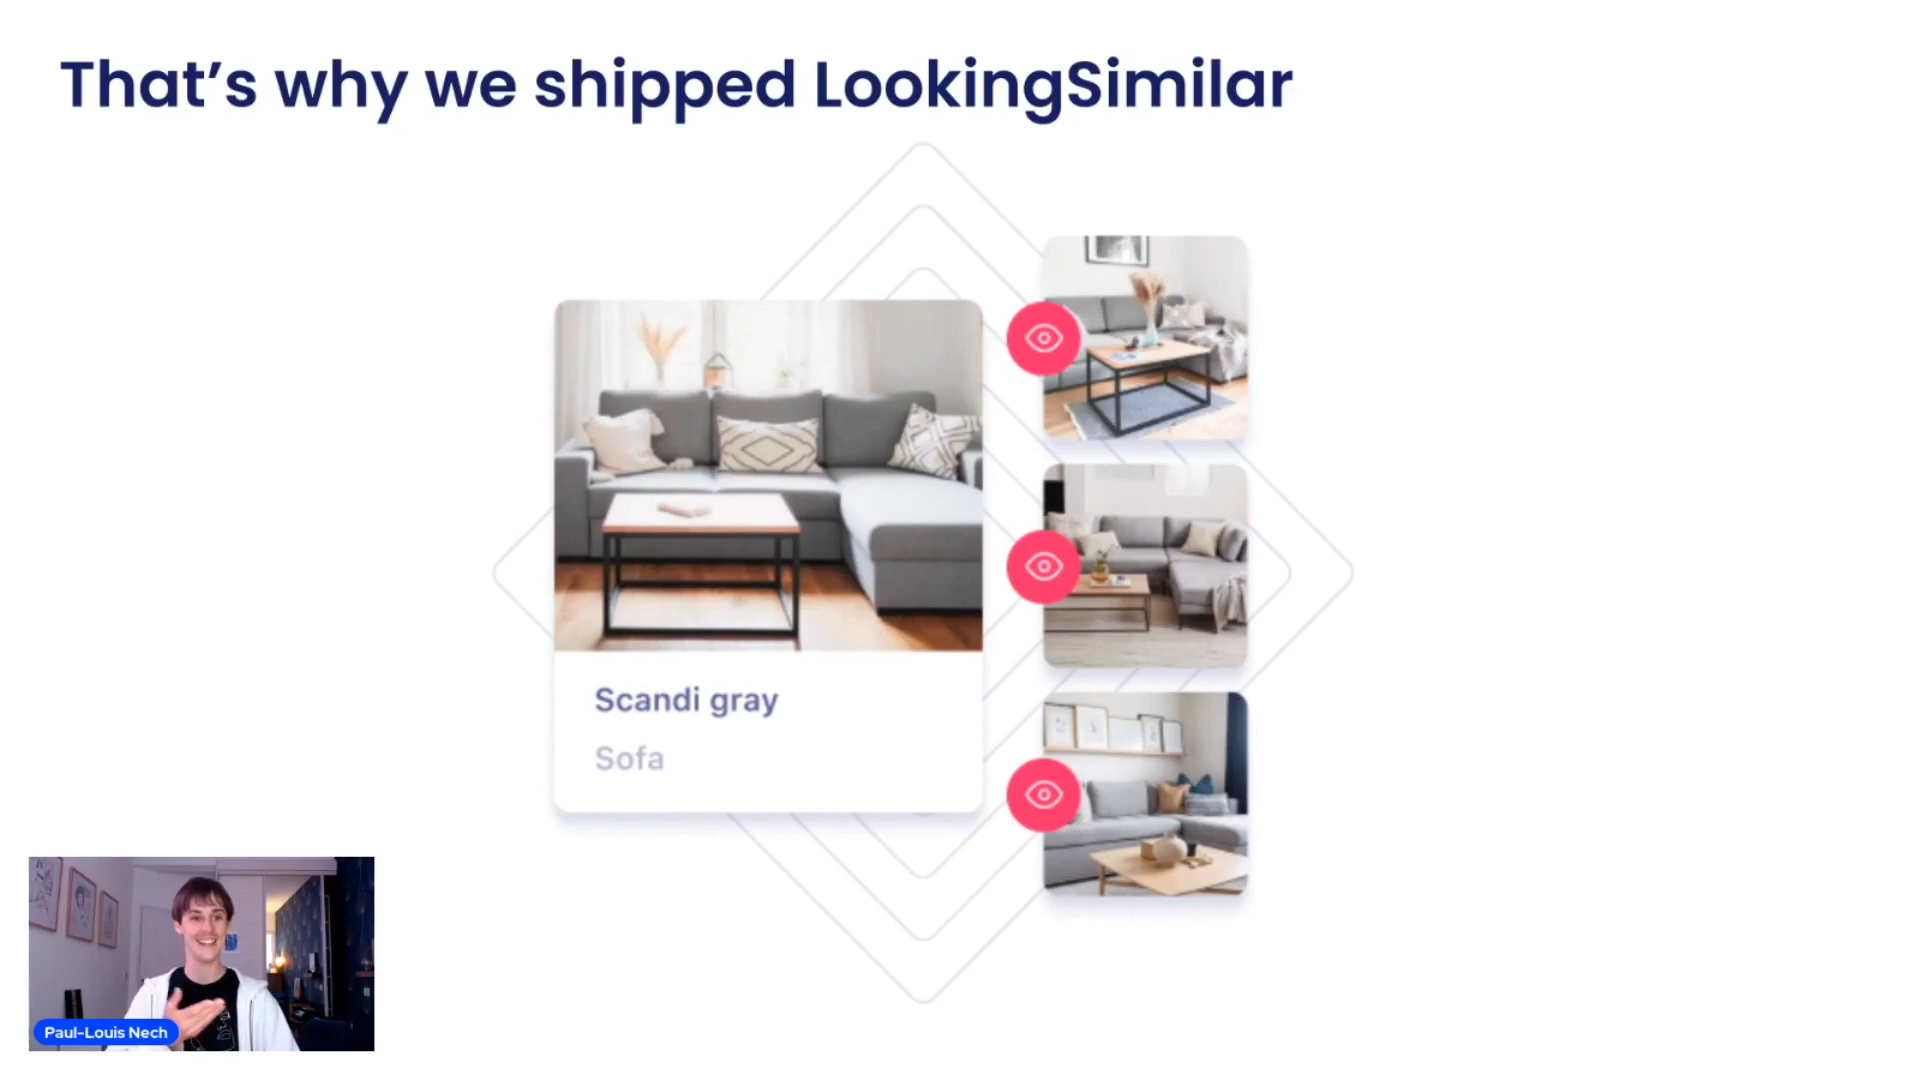 That’s why we shipped LookingSimilar
Scandi gray
Sofa
Paul-Louis Nech